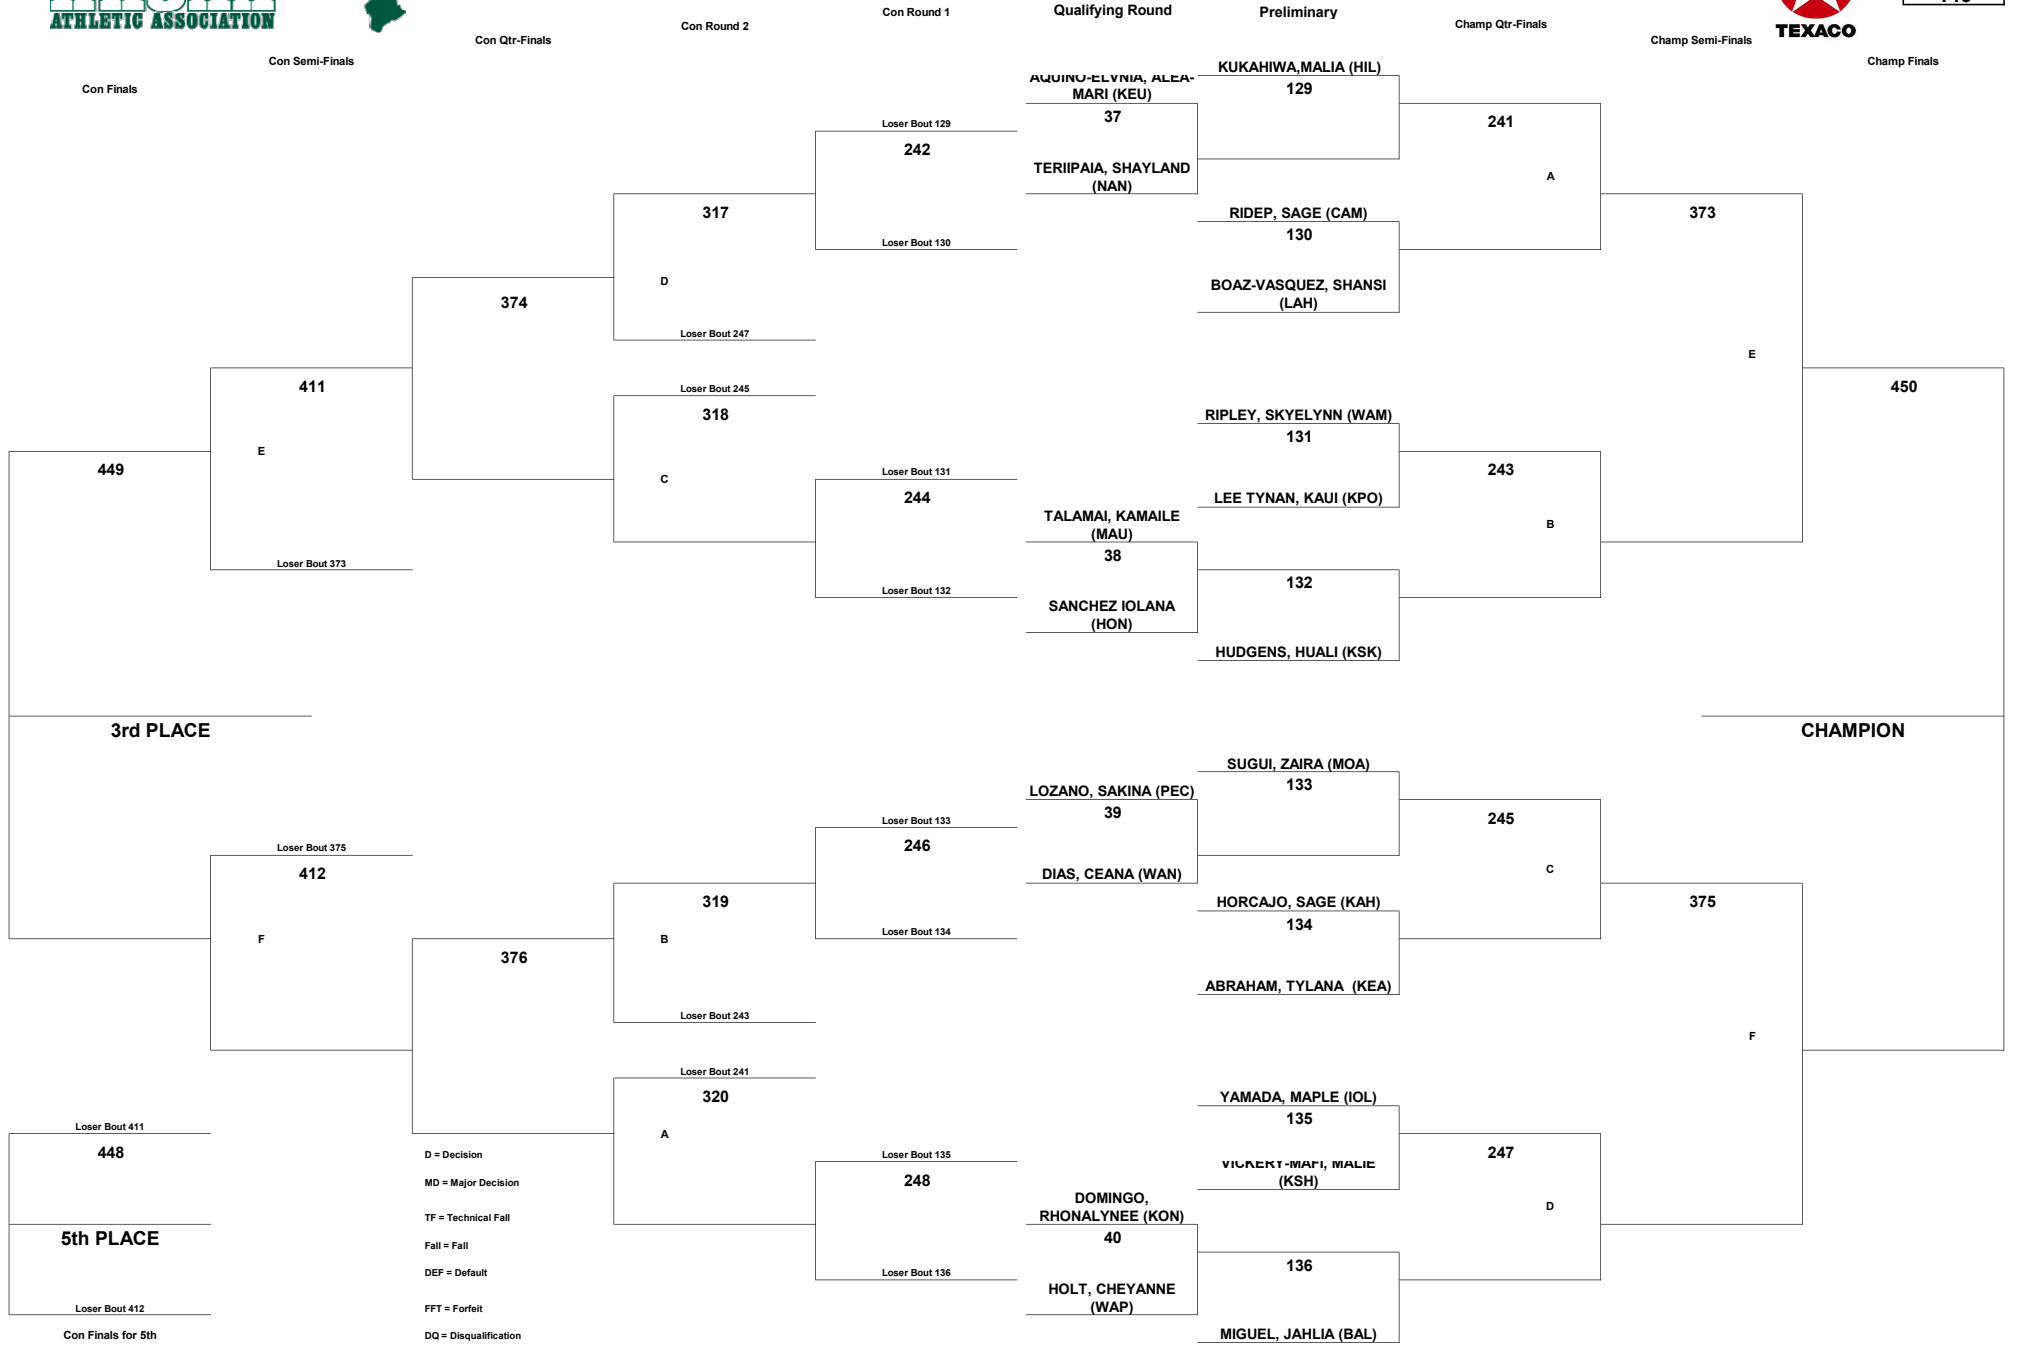 ATHLETIC ASSOCIATION
TEXACO
Con Finals
Con Semi-Finals
Con Qtr-Finals
Con Round 2
Con Round 1
Qualifying Round
Preliminary
Champ Qtr-Finals
Champ Semi-Finals
Champ Finals
KUKAHIWA,MALIA (HIL)
129
AQUINO-ELVNIA, ALEA-
MARI (KEU)
37
TERIIPAIA, SHAYLAND
(NAN)
Loser Bout 129
242
Loser Bout 130
241
A
RIDEP, SAGE (CAM)
130
BOAZ-VASQUEZ, SHANSI
(LAH)
317
D
Loser Bout 247
373
E
374
Loser Bout 245
318
C
411
E
Loser Bout 373
449
450
RIPLEY, SKYELYNN (WAM)
131
LEE TYNAN, KAUI (KPO)
243
B
Loser Bout 131
244
Loser Bout 132
TALAMAI, KAMAILE
(MAU)
38
SANCHEZ IOLANA
(HON)
132
HUDGENS, HUALI (KSK)
3rd PLACE
CHAMPION
SUGUI, ZAIRA (MOA)
133
LOZANO, SAKINA (PEC)
39
DIAS, CEANA (WAN)
Loser Bout 133
246
Loser Bout 134
245
C
Loser Bout 375
412
F
319
B
Loser Bout 243
HORCAJO, SAGE (KAH)
134
ABRAHAM, TYLANA  (KEA)
375
F
376
Loser Bout 241
320
A
YAMADA, MAPLE (IOL)
135
VICKERY-MAFI, MALIE
(KSH)
247
D
Loser Bout 135
248
Loser Bout 136
DOMINGO,
RHONALYNEE (KON)
40
HOLT, CHEYANNE
(WAP)
136
MIGUEL, JAHLIA (BAL)
Loser Bout 411
448
5th PLACE
Loser Bout 412
Con Finals for 5th
D = Decision
MD = Major Decision
TF = Technical Fall
Fall = Fall
DEF = Default
FFT = Forfeit
DQ = Disqualification